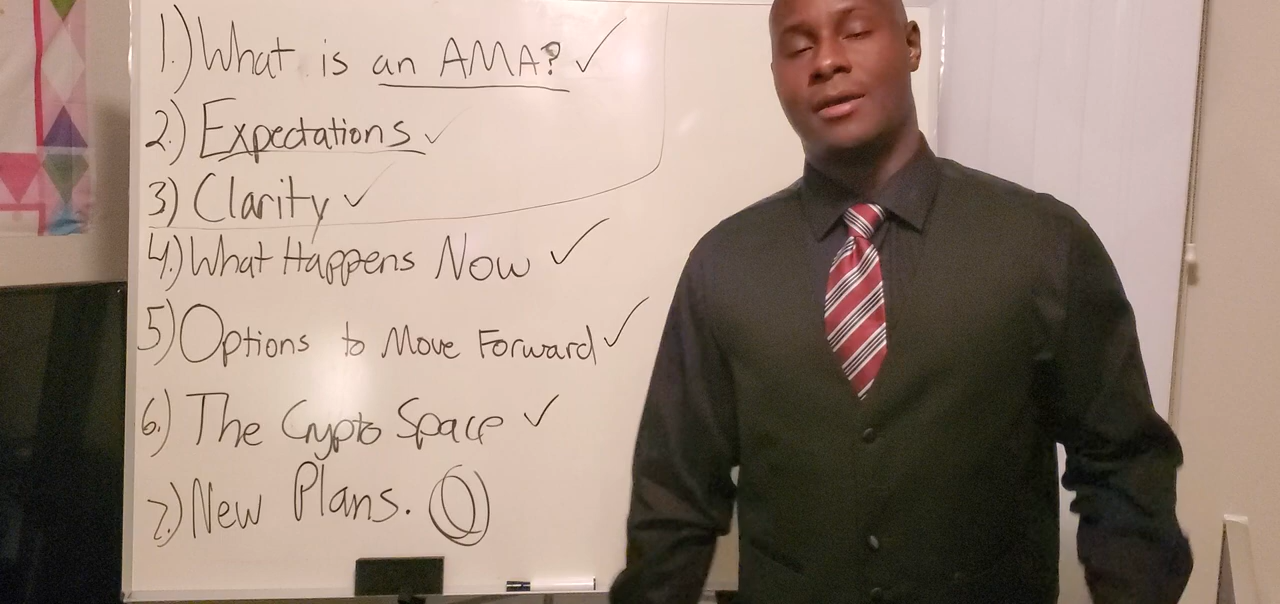 1.) What is an AMA? ✓
2.) Expectations ✓
3) Clarity ✓
4.) What Happens Now ✓
5) Options to Move Forward ✓
6.) The Crypto Space ✓
7.) New Plans.